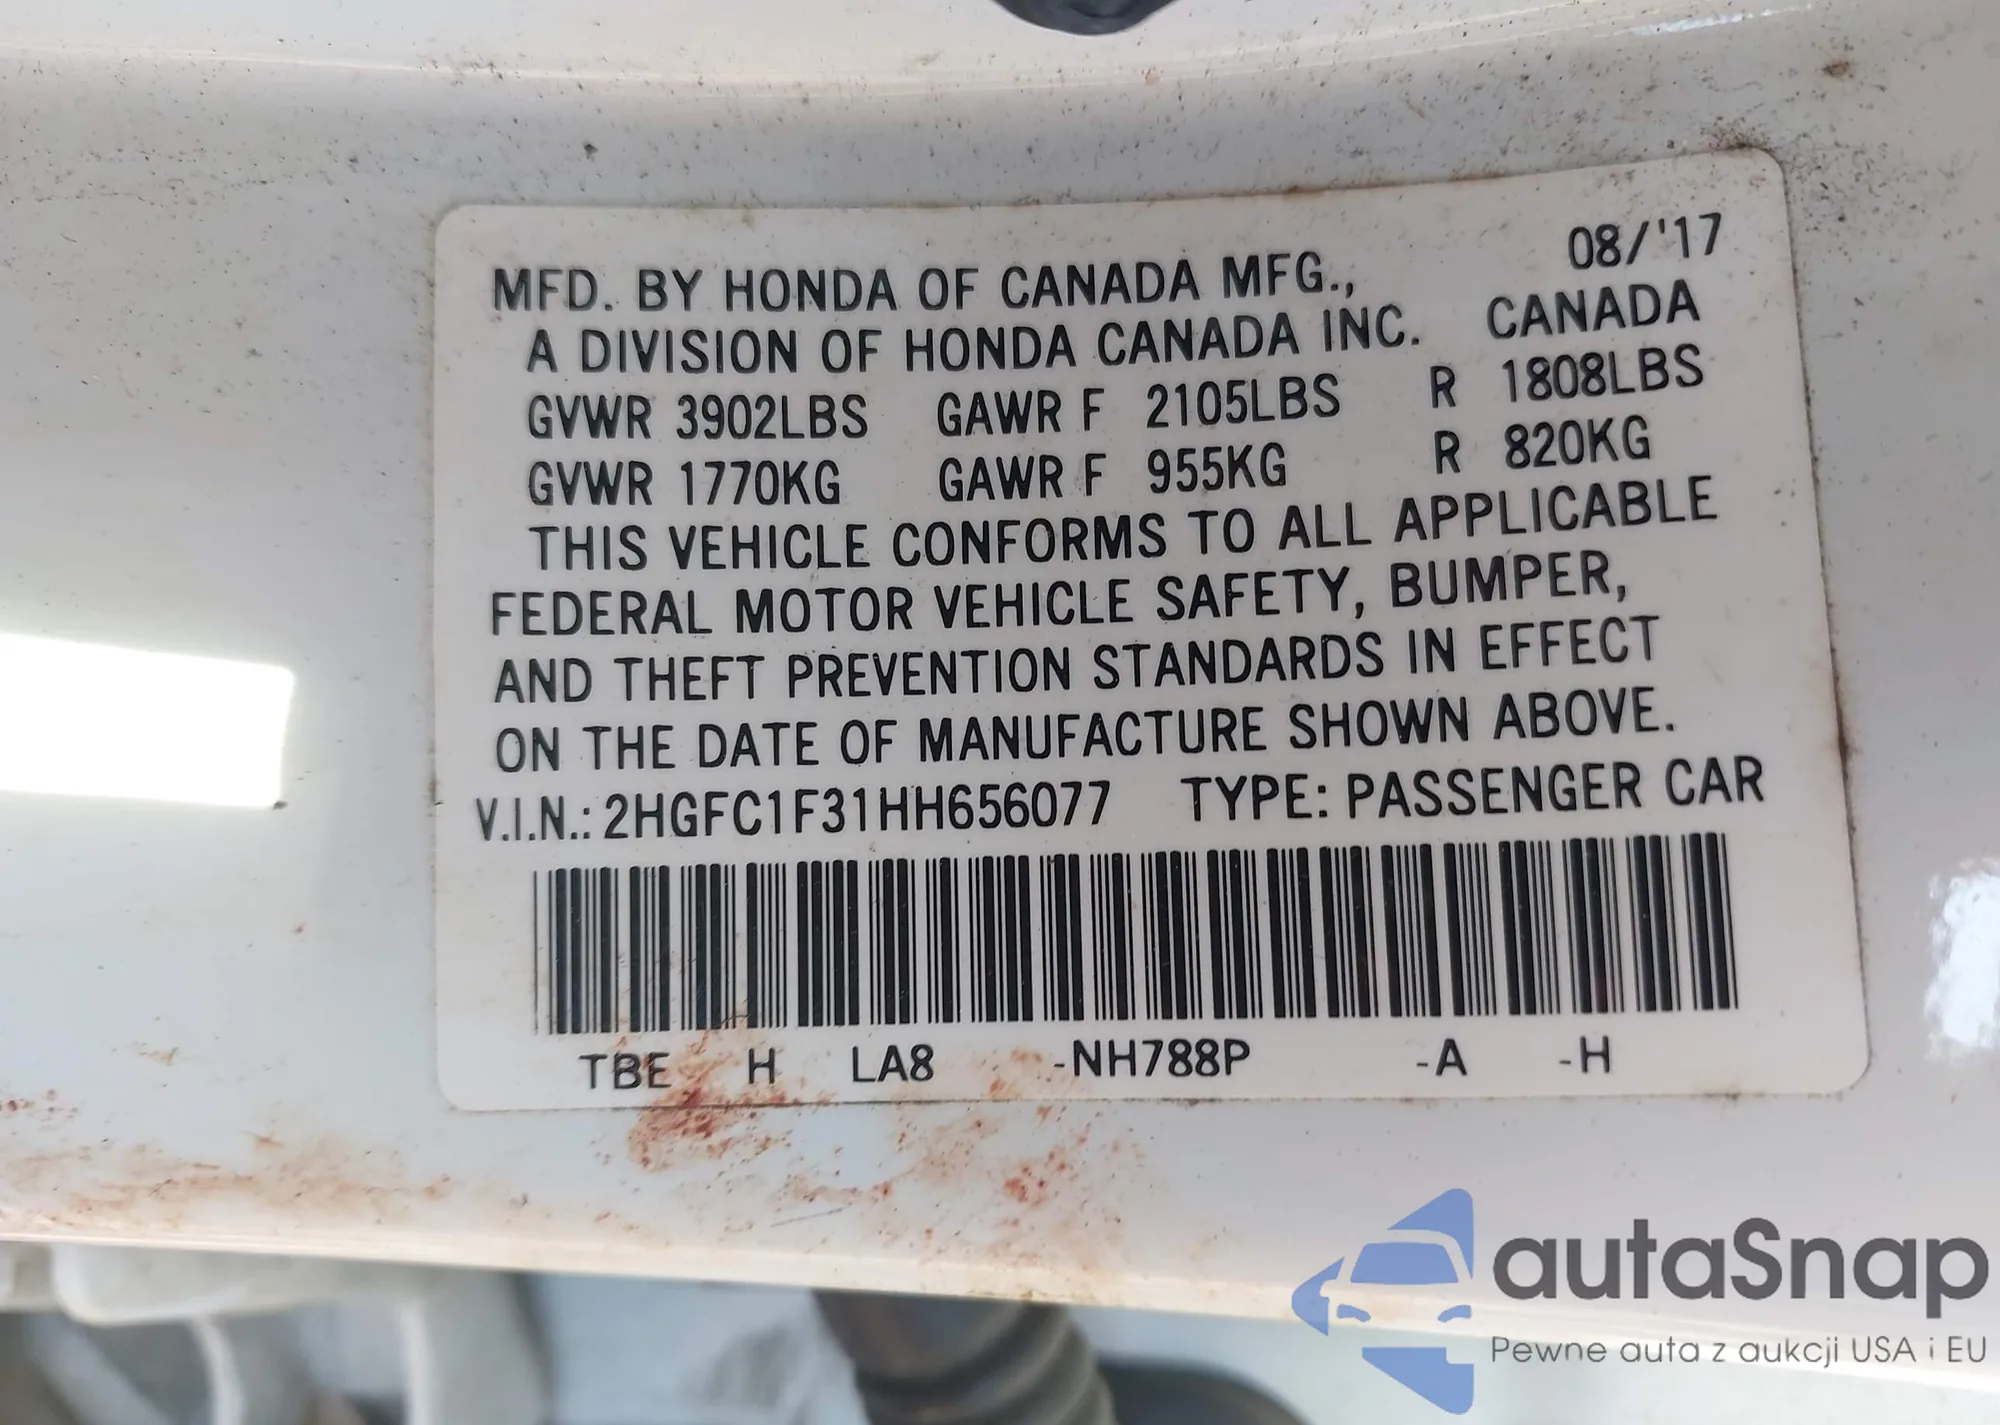 08/'17
MFD. BY HONDA OF CANADA MFG.,
A DIVISION OF HONDA CANADA INC. CANADA
GVWR 3902LBS GAWR F 2105LBS R 1808LBS
GVWR 1770KG GAWR F 955KG R 820KG
THIS VEHICLE CONFORMS TO ALL APPLICABLE
FEDERAL MOTOR VEHICLE SAFETY, BUMPER,
AND THEFT PREVENTION STANDARDS IN EFFECT
ON THE DATE OF MANUFACTURE SHOWN ABOVE.
V.I.N.: 2HGFC1F31HH656077 TYPE: PASSENGER CAR
TBE H LA8 -NH788P -A -H
autaSnap
Pewne auta z aukcji USA i EU